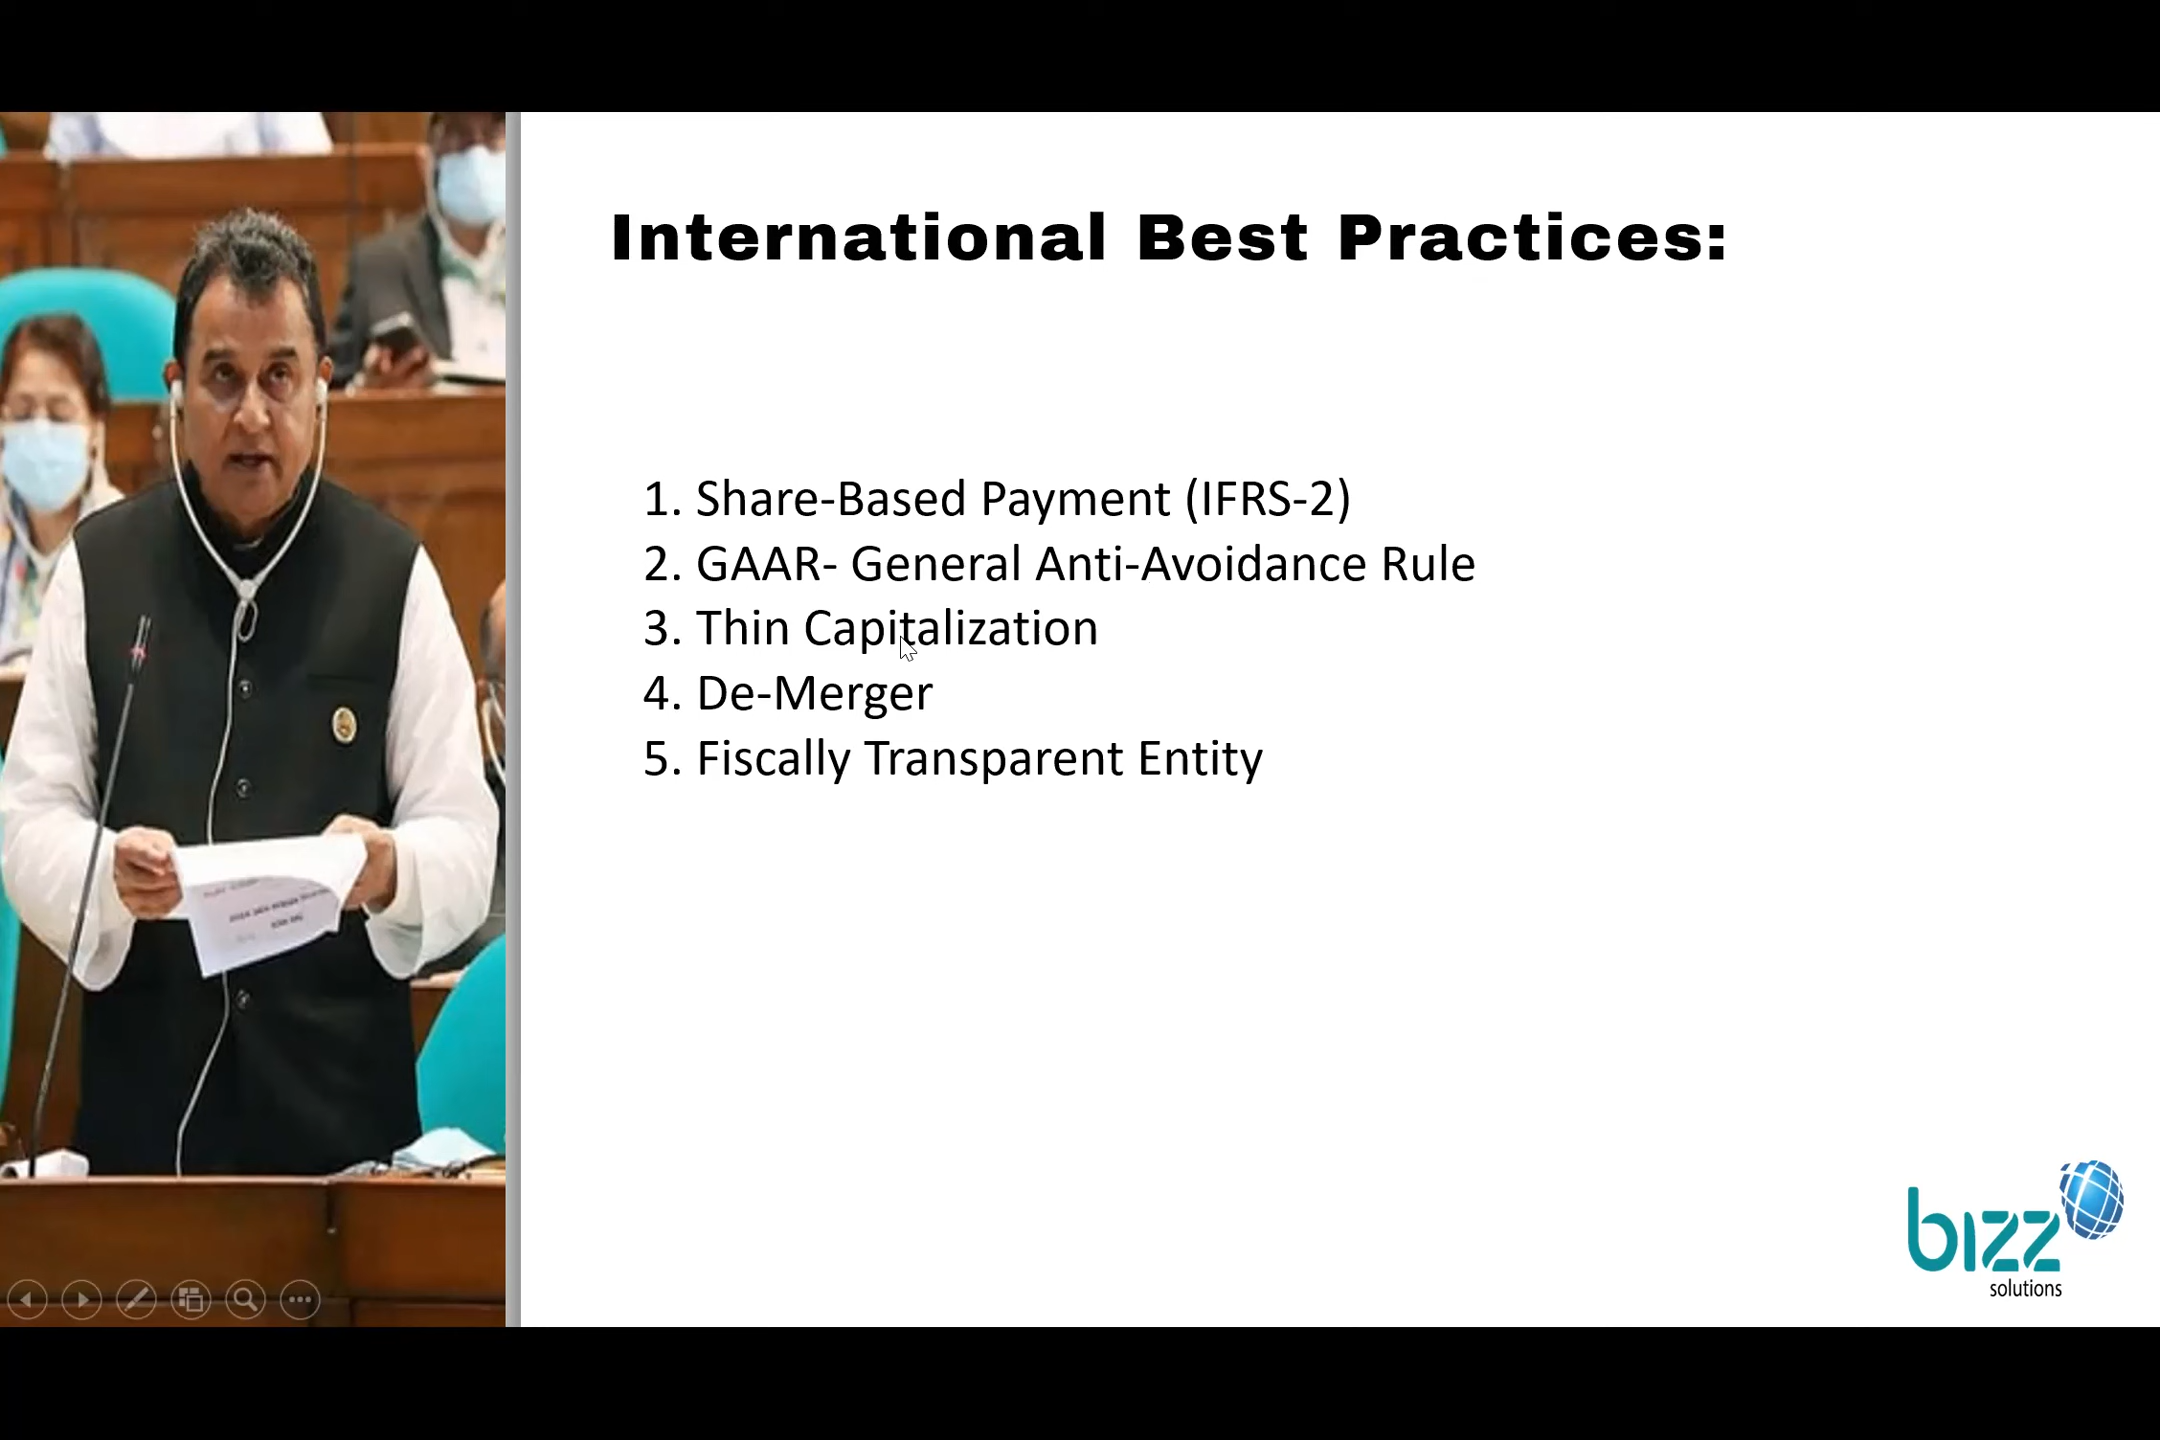 International Best Practices:
1. Share-Based Payment (IFRS-2)
2. GAAR- General Anti-Avoidance Rule
3. Thin Capitalization
4. De-Merger
5. Fiscally Transparent Entity
bizz
solutions